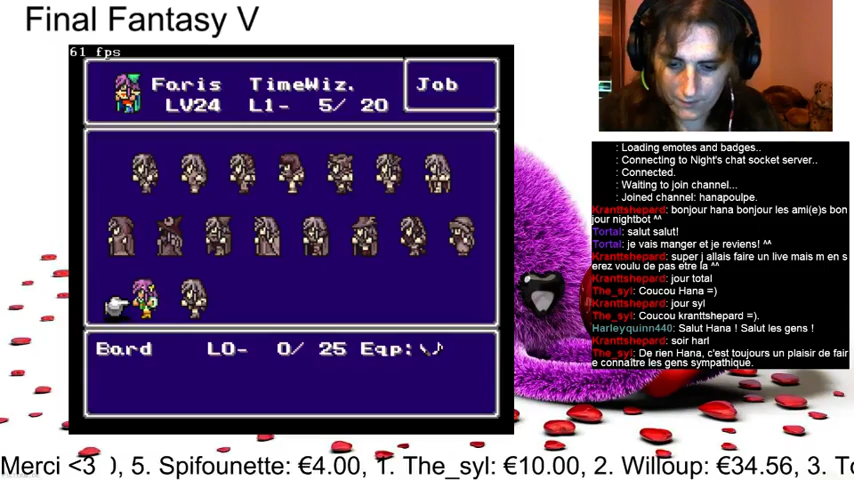 Final Fantasy V
61 fps
Faris TimeWiz.
LV24 L1- 5/ 20
Job
Bard L0- 0/ 25 Eqp:
: Loading emotes and badges..
: Connecting to Night's chat socket server..
: Connected.
: Waiting to join channel...
: Joined channel: hanapoulpe.
Kranttshepard: bonjour hana bonjour les ami(e)s bon
jour nightbot ^^
Tortal: salut salut!
Tortal: je vais manger et je reviens! ^^
Kranttshepard: super j allais faire un live mais m en s
erez voulu de pas etre la ^^
Kranttshepard: jour total
The_syl: Coucou Hana =)
Kranttshepard: jour syl
The_syl: Coucou kranttshepard =).
Harleyquinn440: Salut Hana ! Salut les gens !
Kranttshepard: soir harl
The_syl: De rien Hana, c'est toujours un plaisir de fair
e connaître les gens sympathique.
Merci <3 ), 5. Spifounette: €4.00, 1. The_syl: €10.00, 2. Willoup: €34.56, 3. To